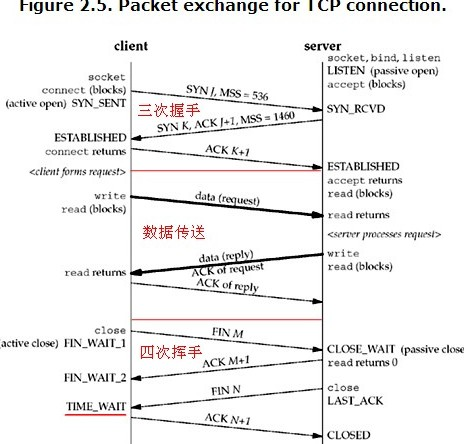 Figure 2.5. Packet exchange for TCP connection.
client
server
socket
connect (blocks)
(active open) SYN_SENT
socket, bind, listen
LISTEN (passive open)
accept (blocks)
SYN J, MSS = 536
三次握手
SYN_RCVD
SYN K, ACK J+1, MSS = 1460
ESTABLISHED
connect returns
ACK K+1
<client forms request>
ESTABLISHED
accept returns
read (blocks)
write
read (blocks)
data (request)
read returns
数据传送
<server processes request>
data (reply)
ACK of request
write
read (blocks)
read returns
ACK of reply
close
(active close) FIN_WAIT_1
FIN M
四次挥手
CLOSE_WAIT (passive close
read returns 0
ACK M+1
FIN_WAIT_2
close
LAST_ACK
FIN N
TIME_WAIT
ACK N+1
CLOSED